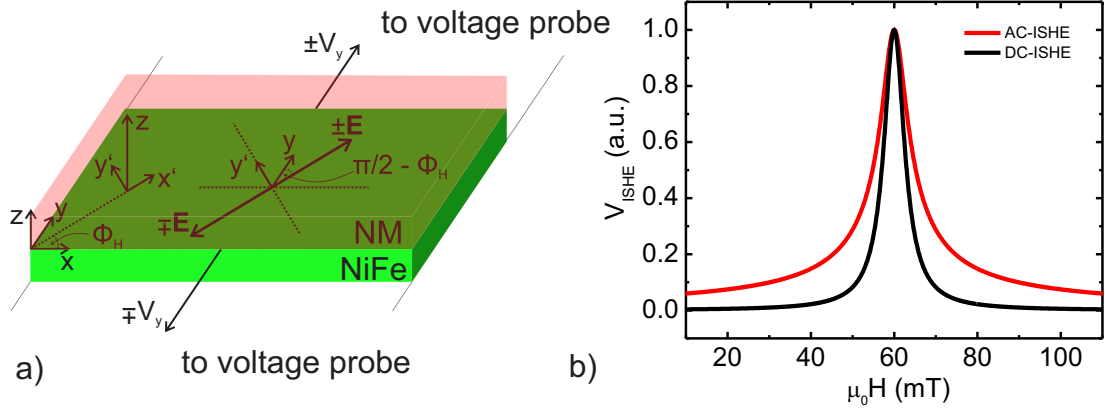 to voltage probe
±V_y
z
y'
x'
z
y
Φ_H
x
y'
y
±E
π/2 - Φ_H
∓E
NM
NiFe
∓V_y
to voltage probe
a)
V_ISHE (a.u.)
1.0
0.8
0.6
0.4
0.2
0.0
AC-ISHE
DC-ISHE
20
40
60
80
100
μ₀H (mT)
b)